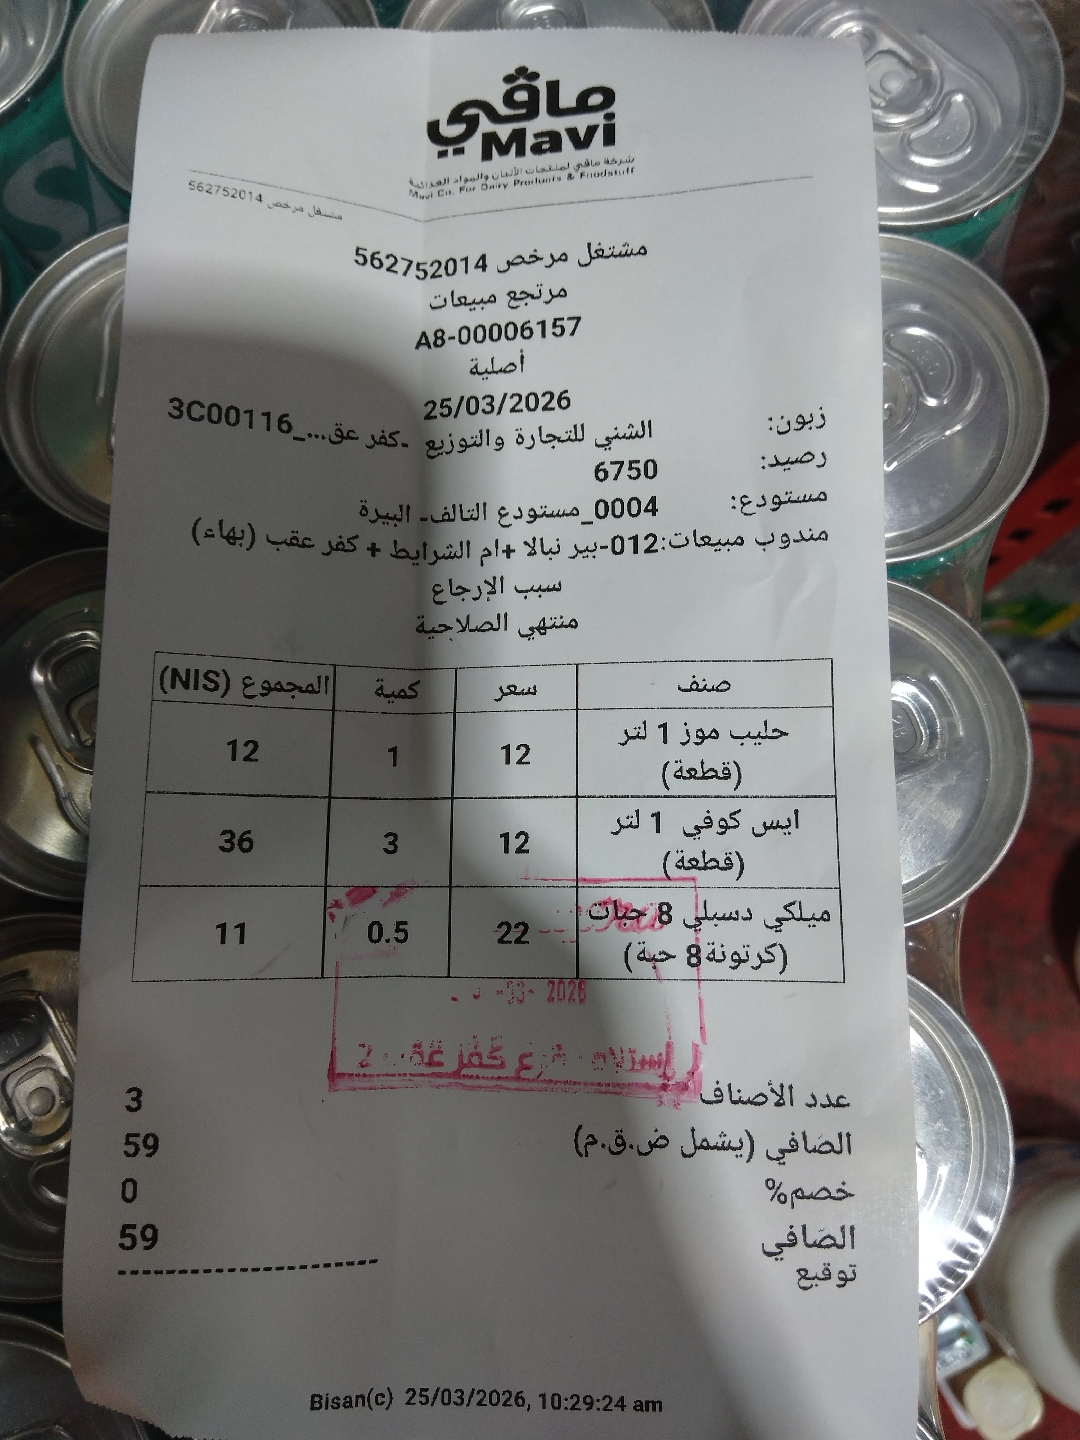 مافي
Mavi
شركة مافي لمنتجات الألبان والمواد الغذائية
Mavi Co. For Dairy Products & Foodstuff
مشتغل مرخص 562752014
مشتغل مرخص 562752014
مرتجع مبيعات
A8-00006157
أصلية
25/03/2026
زبون: الشني للتجارة والتوزيع -كفر عق..._3C00116
رصيد: 6750
مستودع: 0004_مستودع التالف- البيرة
مندوب مبيعات:012-بير نبالا +ام الشرايط + كفر عقب (بهاء)
سبب الإرجاع
منتهي الصلاحية
صنف سعر كمية المجموع (NIS)
حليب موز 1 لتر (قطعة) 12 1 12
ايس كوفي 1 لتر (قطعة) 12 3 36
ميلكي دسبلي 8 حبات (كرتونة8 حبة) 22 0.5 11
2026
عدد الأصناف 3
الصافي (يشمل ض.ق.م) 59
خصم% 0
الصافي 59
توقيع
Bisan(c) 25/03/2026, 10:29:24 am